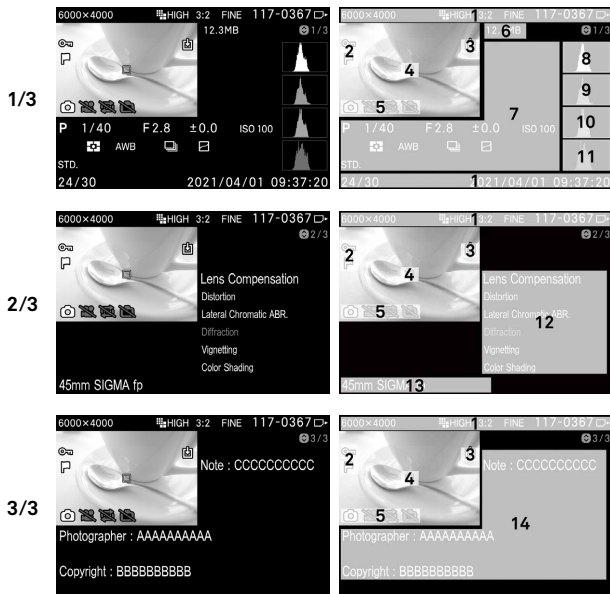 6000×4000 HIGH 3:2 FINE 117-0367
12.3MB 1/3
1/3
P 1/40 F2.8 ±0.0 ISO 100
AWB
STD.
24/30 2021/04/01 09:37:20
6000×4000 HIGH 1 3:2 FINE 117-0367
12.3MB 6 1/3
2 3
4
5
7
8
9
10
11
P 1/40 F2.8 ±0.0 ISO 100
AWB
STD.
24/30 1 2021/04/01 09:37:20
6000×4000 HIGH 3:2 FINE 117-0367
2/3
2/3
Lens Compensation
Distortion
Lateral Chromatic ABR.
Diffraction
Vignetting
Color Shading
45mm SIGMA fp
6000×4000 HIGH 1 3:2 FINE 117-0367
2/3
2 3
4
5
Lens Compensation
Distortion
Lateral Chromatic ABR.
12
Diffraction
Vignetting
Color Shading
45mm SIGMA 13
6000×4000 HIGH 3:2 FINE 117-0367
3/3
3/3
Note : CCCCCCCCCC
Photographer : AAAAAAAAAA
Copyright : BBBBBBBBBB
6000×4000 HIGH 1 3:2 FINE 117-0367
3/3
2 3
4
5
Note : CCCCCCCCCC
14
Photographer : AAAAAAAAAA
Copyright : BBBBBBBBBB